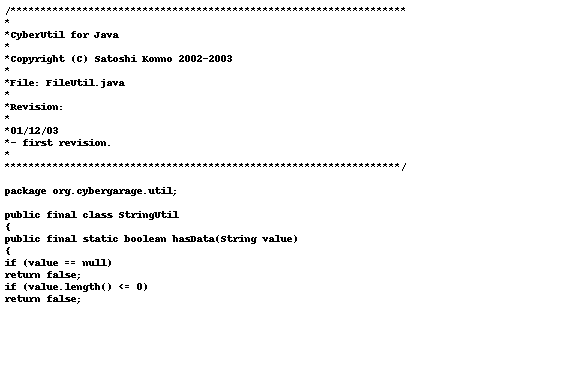 /******************************************************************
*
*CyberUtil for Java
*
*Copyright (C) Satoshi Konno 2002-2003
*
*File: FileUtil.java
*
*Revision:
*
*01/12/03
*- first revision.
*
******************************************************************/
package org.cybergarage.util;
public final class StringUtil
{
public final static boolean hasData(String value)
{
if (value == null)
return false;
if (value.length() <= 0)
return false;